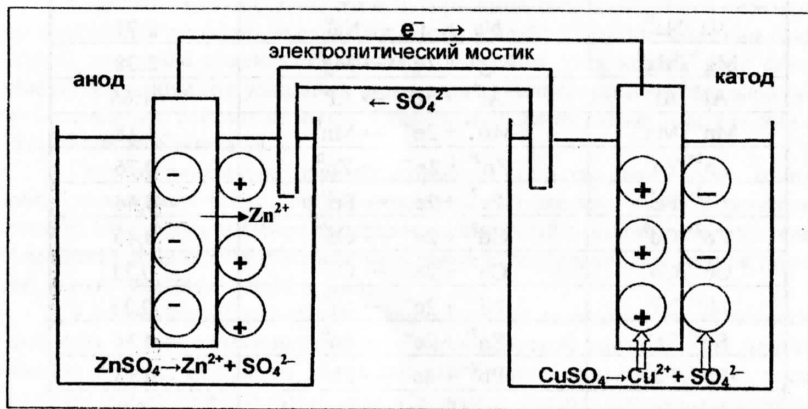 e⁻ →
электролитический мостик
анод
катод
← SO₄²⁻
→Zn²⁺
ZnSO₄→Zn²⁺+ SO₄²⁻
CuSO₄→Cu²⁺+ SO₄²⁻